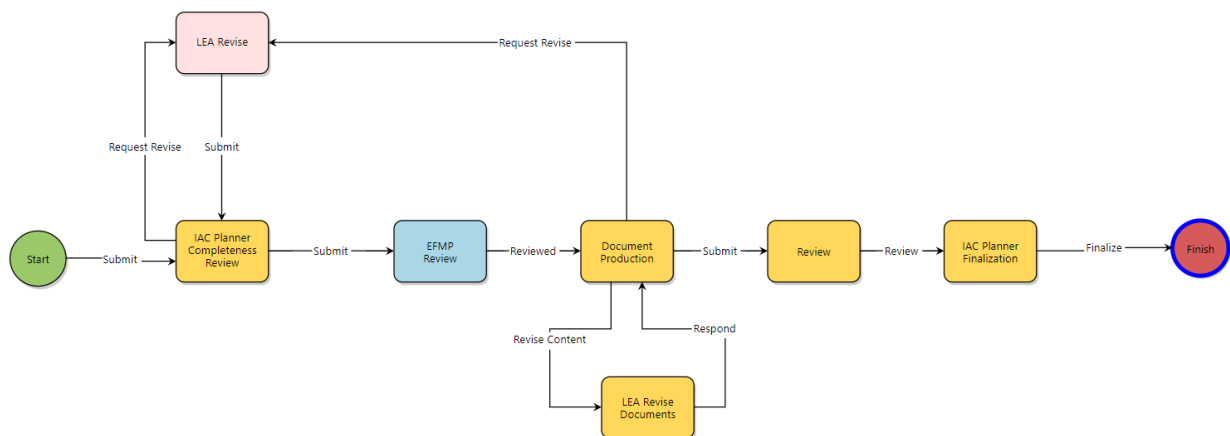 LEA Revise
Request Revise
Request Revise
Submit
Start
Submit
IAC Planner
Completeness
Review
Submit
EFMP
Review
Reviewed
Document
Production
Submit
Review
Review
IAC Planner
Finalization
Finalize
Finish
Revise Content
Respond
LEA Revise
Documents